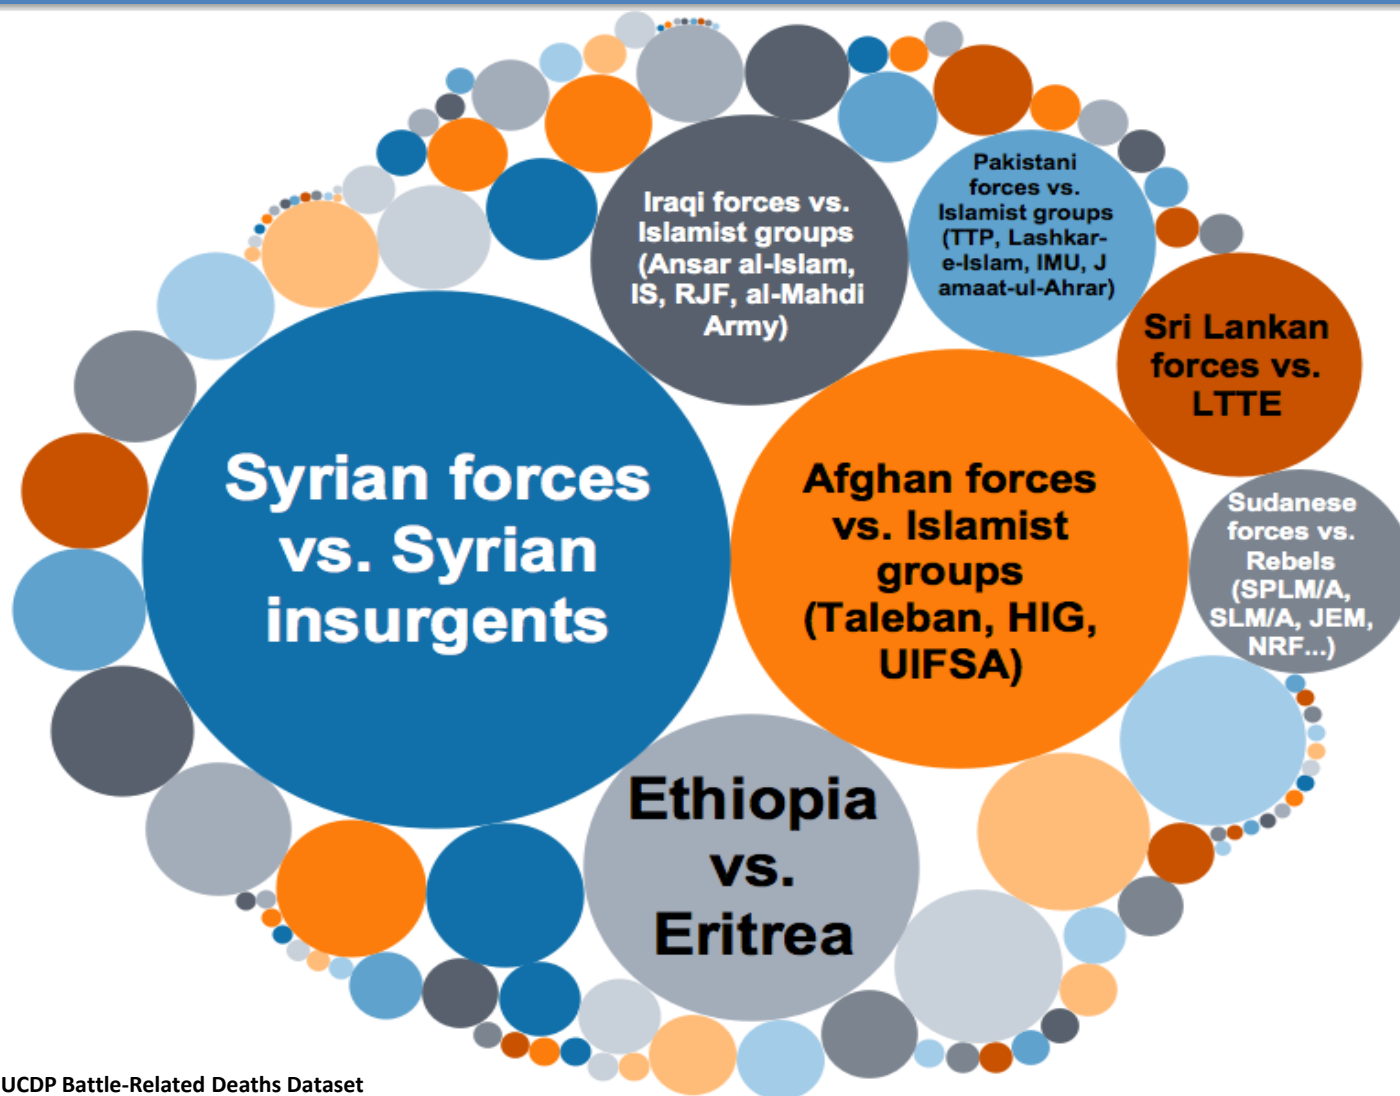 Iraqi forces vs.
Islamist groups
(Ansar al-Islam,
IS, RJF, al-Mahdi
Army)
Pakistani
forces vs.
Islamist groups
(TTP, Lashkar-
e-Islam, IMU, J
amaat-ul-Ahrar)
Sri Lankan
forces vs.
LTTE
Syrian forces
vs. Syrian
insurgents
Afghan forces
vs. Islamist
groups
(Taleban, HIG,
UIFSA)
Sudanese
forces vs.
Rebels
(SPLM/A,
SLM/A, JEM,
NRF...)
Ethiopia
vs.
Eritrea
UCDP Battle-Related Deaths Dataset